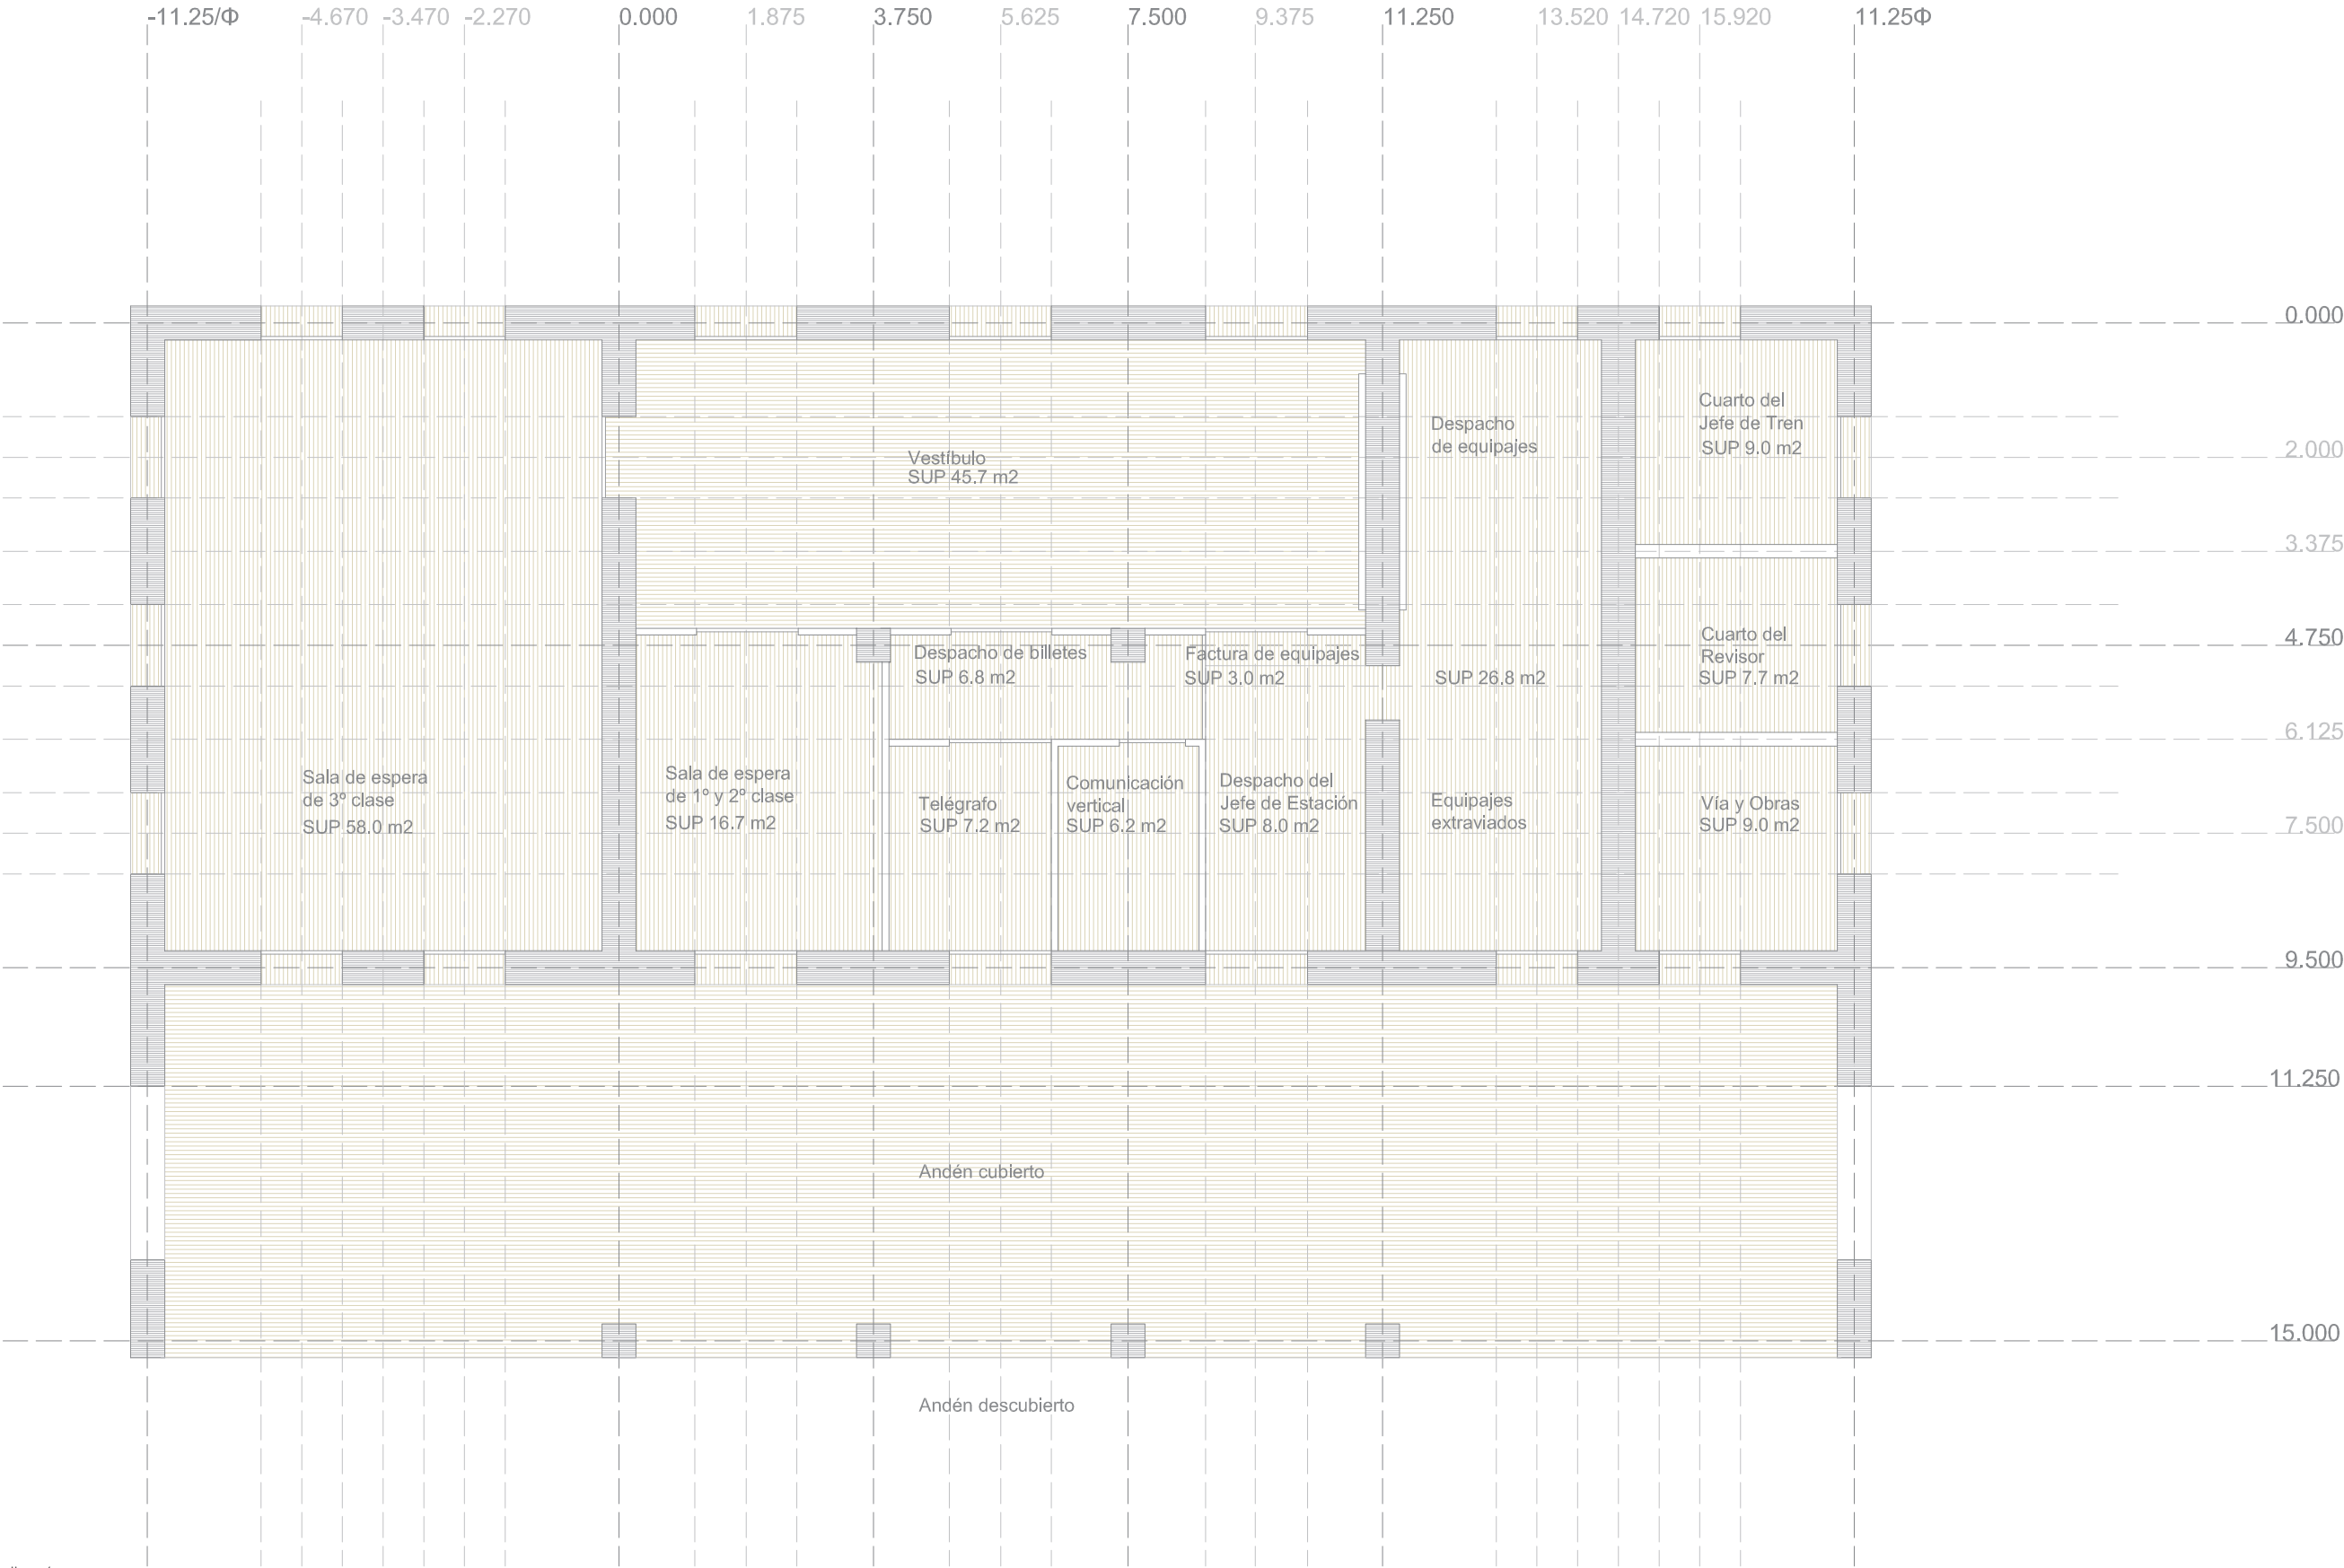 -11.25/Φ -4.670 -3.470 -2.270 0.000 1.875 3.750 5.625 7.500 9.375 11.250 13.520 14.720 15.920 11.25Φ
0.000
2.000
3.375
4.750
6.125
7.500
9.500
11.250
15.000
Vestíbulo
SUP 45.7 m2
Despacho
de equipajes
SUP 26.8 m2
Equipajes
extraviados
Cuarto del
Jefe de Tren
SUP 9.0 m2
Cuarto del
Revisor
SUP 7.7 m2
Vía y Obras
SUP 9.0 m2
Despacho de billetes
SUP 6.8 m2
Factura de equipajes
SUP 3.0 m2
Sala de espera
de 3º clase
SUP 58.0 m2
Sala de espera
de 1º y 2º clase
SUP 16.7 m2
Telégrafo
SUP 7.2 m2
Comunicación
vertical
SUP 6.2 m2
Despacho del
Jefe de Estación
SUP 8.0 m2
Andén cubierto
Andén descubierto